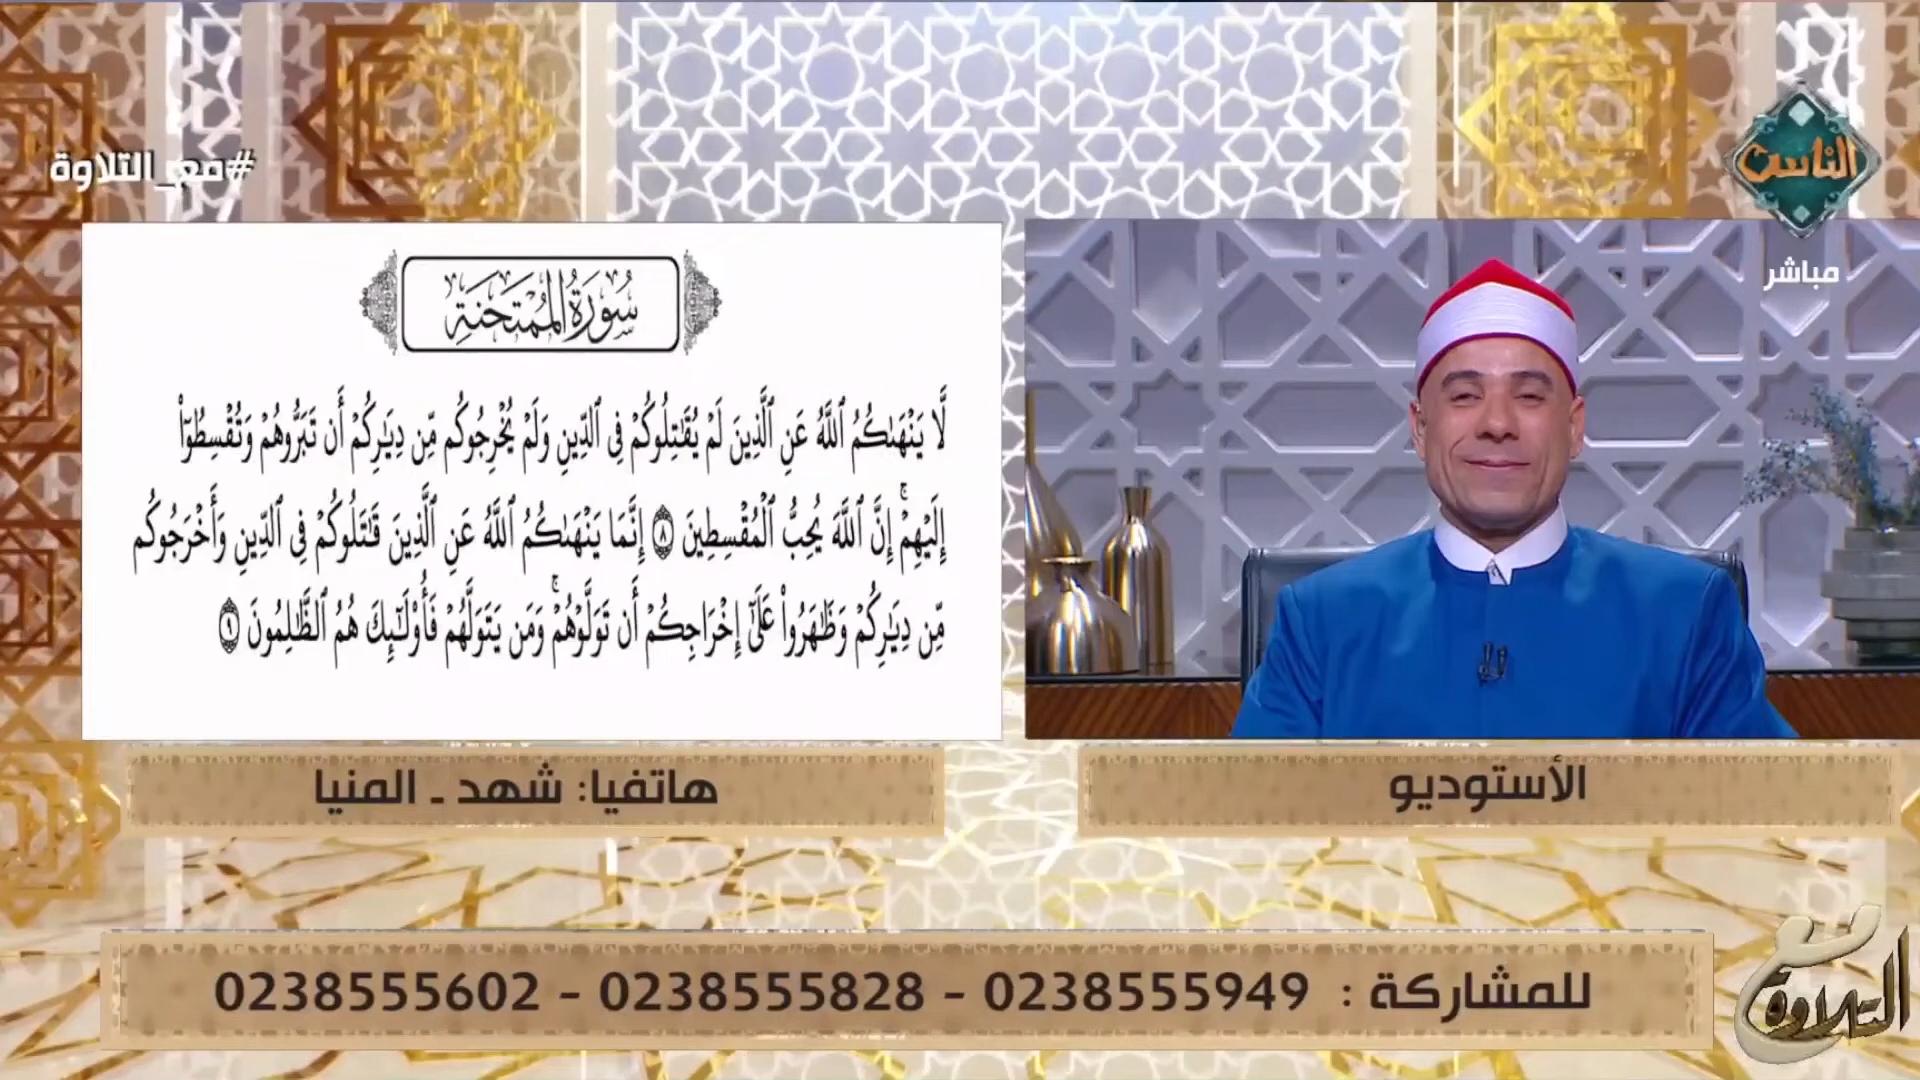 #مع_التلاوة
الناس
مباشر
سُورَةُ المُمْتَحَنَةِ
لَّا يَنْهَىٰكُمُ ٱللَّهُ عَنِ ٱلَّذِينَ لَمْ يُقَٰتِلُوكُمْ فِى ٱلدِّينِ وَلَمْ يُخْرِجُوكُم مِّن دِيَٰرِكُمْ أَن تَبَرُّوهُمْ وَتُقْسِطُوٓا۟
إِلَيْهِمْ ۚ إِنَّ ٱللَّهَ يُحِبُّ ٱلْمُقْسِطِينَ ٨ إِنَّمَا يَنْهَىٰكُمُ ٱللَّهُ عَنِ ٱلَّذِينَ قَٰتَلُوكُمْ فِى ٱلدِّينِ وَأَخْرَجُوكُم
مِّن دِيَٰرِكُمْ وَظَٰهَرُوا۟ عَلَىٰٓ إِخْرَاجِكُمْ أَن تَوَلَّوْهُمْ ۚ وَمَن يَتَوَلَّهُمْ فَأُو۟لَٰٓئِكَ هُمُ ٱلظَّٰلِمُونَ ٩
الأستوديو
هاتفيا: شهد - المنيا
للمشاركة : 0238555949 - 0238555828 - 0238555602
مع التلاوة